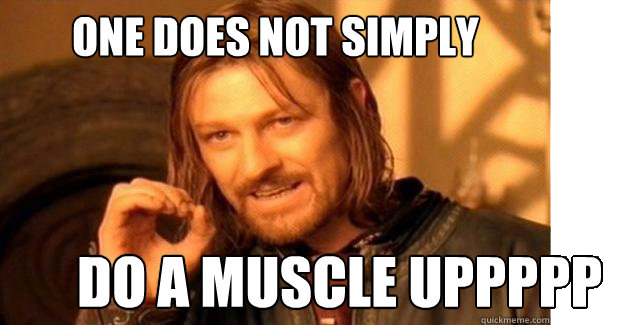 ONE DOES NOT SIMPLY
DO A MUSCLE UPPPPP
quickmeme.com